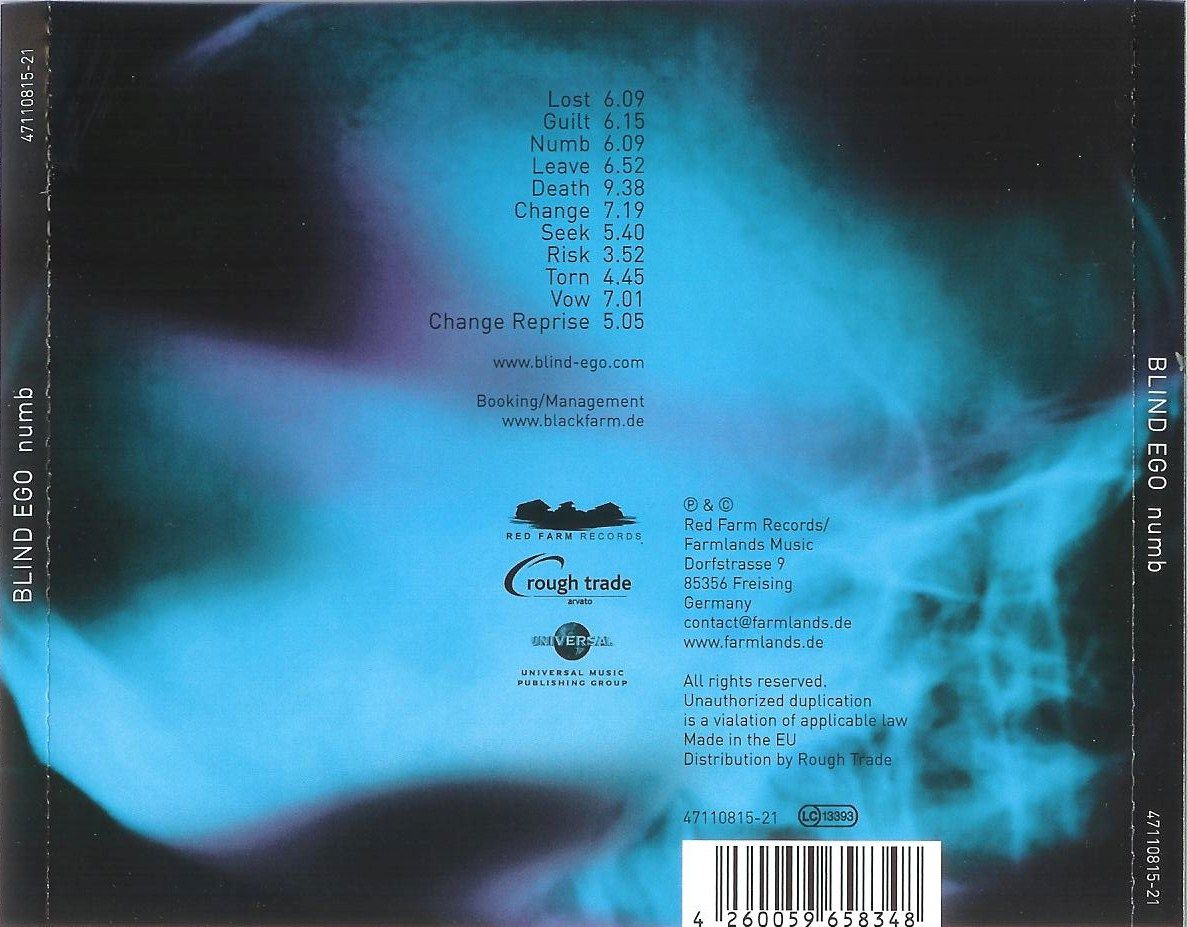 47110815-21
BLIND EGO numb
Lost 6.09
Guilt 6.15
Numb 6.09
Leave 6.52
Death 9.38
Change 7.19
Seek 5.40
Risk 3.52
Torn 4.45
Vow 7.01
Change Reprise 5.05
www.blind-ego.com
Booking/Management
www.blackfarm.de
RED FARM RECORDS
rough trade
arvato
UNIVERSAL
UNIVERSAL MUSIC
PUBLISHING GROUP
℗ & ©
Red Farm Records/
Farmlands Music
Dorfstrasse 9
85356 Freising
Germany
contact@farmlands.de
www.farmlands.de
All rights reserved.
Unauthorized duplication
is a vialation of applicable law
Made in the EU
Distribution by Rough Trade
47110815-21 LC 13393
4 260059 658348
BLIND EGO numb
47110815-21